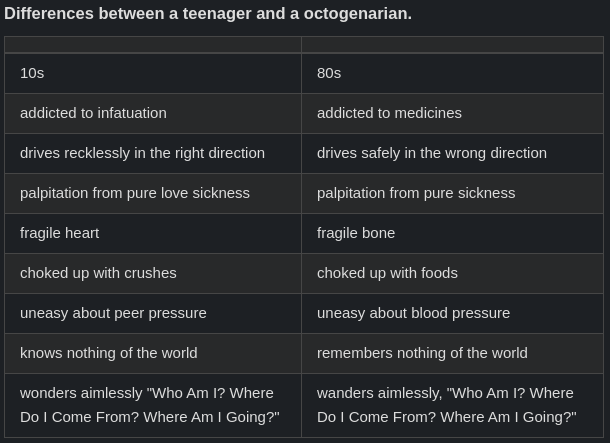 Differences between a teenager and a octogenarian.
10s
80s
addicted to infatuation
addicted to medicines
drives recklessly in the right direction
drives safely in the wrong direction
palpitation from pure love sickness
palpitation from pure sickness
fragile heart
fragile bone
choked up with crushes
choked up with foods
uneasy about peer pressure
uneasy about blood pressure
knows nothing of the world
remembers nothing of the world
wonders aimlessly "Who Am I? Where
Do I Come From? Where Am I Going?"
wanders aimlessly, "Who Am I? Where
Do I Come From? Where Am I Going?"